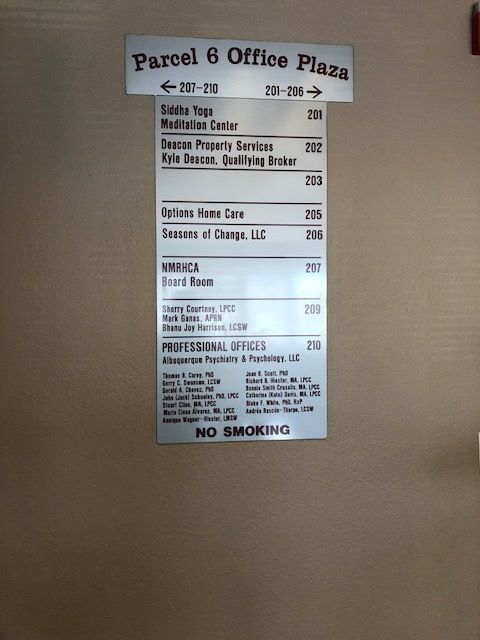 Parcel 6 Office Plaza
← 207-210 201-206 →
Siddha Yoga 201
Meditation Center
Deacon Property Services 202
Kyle Deacon, Qualifying Broker
203
Options Home Care 205
Seasons of Change, LLC 206
NMRHCA 207
Board Room
Sherry Courtney, LPCC 209
Mark Ganas, APRN
Bhanu Joy Harrison, LCSW
PROFESSIONAL OFFICES 210
Albuquerque Psychiatry & Psychology, LLC
Thomas R. Carey, PhD
Gerry C. Swanson, LCSW
Gerald A. Chavez, PhD
John (Jack) Schooley, PhD, LPCC
Stuart Cline, MA, LPCC
María Elena Alvarez, MA, LPCC
Annique Wagner-Hiester, LMSW
Joan B. Scott, PhD
Richard B. Hiester, MA, LPCC
Bonnie Smith Crusalis, MA, LPCC
Catherine (Kate) Davis, MA, LPCC
Blake F. White, PhD, RxP
Andrés Rascón-Thorpe, LCSW
NO SMOKING